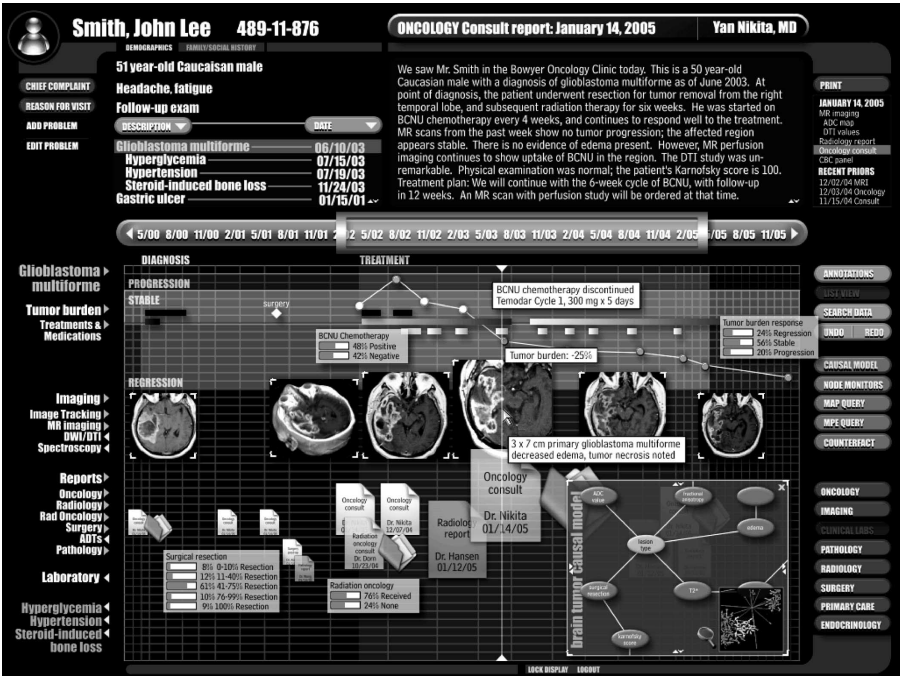 Smith, John Lee 489-11-876
ONCOLOGY Consult report: January 14, 2005 Yan Nikita, MD
DEMOGRAPHICS FAMILY/SOCIAL HISTORY
51 year-old Caucaisan male
Headache, fatigue
Follow-up exam
CHIEF COMPLAINT
REASON FOR VISIT
ADD PROBLEM
EDIT PROBLEM
DESCRIPTION DATE
Glioblastoma multiforme 06/10/03
Hyperglycemia 07/15/03
Hypertension 07/19/03
Steroid-induced bone loss 11/24/03
Gastric ulcer 01/15/01
We saw Mr. Smith in the Bowyer Oncology Clinic today. This is a 50 year-old
Caucasian male with a diagnosis of glioblastoma multiforme as of June 2003. At
point of diagnosis, the patient underwent resection for tumor removal from the right
temporal lobe, and subsequent radiation therapy for six weeks. He was started on
BCNU chemotherapy every 4 weeks, and continues to respond well to the treatment.
MR scans from the past week show no tumor progression; the affected region
appears stable. There is no evidence of edema present. However, MR perfusion
imaging continues to show uptake of BCNU in the region. The DTI study was un-
remarkable. Physical examination was normal; the patient's Karnofsky score is 100.
Treatment plan: We will continue with the 6-week cycle of BCNU, with follow-up
in 12 weeks. An MR scan with perfusion study will be ordered at that time.
PRINT
JANUARY 14, 2005
MR imaging
ADC map
DTI values
Radiology report
Oncology consult
CBC panel
RECENT PRIORS
12/02/04 MRI
12/03/04 Oncology
11/15/04 Consult
5/00 8/00 11/00 2/01 5/01 8/01 11/01 2/02 5/02 8/02 11/02 2/03 5/03 8/03 11/03 2/04 5/04 8/04 11/04 2/05 5/05 8/05 11/05
DIAGNOSIS TREATMENT
Glioblastoma
multiforme
Tumor burden
Treatments &
Medications
Imaging
Image Tracking
MR imaging
DWI/DTI
Spectroscopy
Reports
Oncology
Radiology
Rad Oncology
Surgery
ADTs
Pathology
Laboratory
Hyperglycemia
Hypertension
Steroid-induced
bone loss
PROGRESSION
STABLE
surgery
REGRESSION
BCNU chemotherapy discontinued
Temodar Cycle 1, 300 mg x 5 days
BCNU Chemotherapy
48% Positive
42% Negative
Tumor burden: -25%
Tumor burden response
24% Regression
56% Stable
20% Progression
3 x 7 cm primary glioblastoma multiforme
decreased edema, tumor necrosis noted
Oncology
consult
Oncology
consult
Dr. Nikita
12/07/04
Radiation
oncology
consult
Dr. Dorn
10/23/04
Radiology
report
Dr. Hansen
01/12/05
Oncology
consult
Dr. Nikita
01/14/05
Surgical resection
8% 0-10% Resection
12% 11-40% Resection
61% 41-75% Resection
10% 76-99% Resection
9% 100% Resection
Radiation oncology
76% Received
24% None
brain tumor causal model
ADC
value
fractional
anisotropy
edema
lesion
type
surgical
resection
T2*
karnofsky
score
X
ANNOTATIONS
LIST VIEW
SEARCH DATA
UNDO REDO
CAUSAL MODEL
NODE MONITORS
MAP QUERY
MPE QUERY
COUNTERFACT
ONCOLOGY
IMAGING
CLINICAL LABS
PATHOLOGY
RADIOLOGY
SURGERY
PRIMARY CARE
ENDOCRINOLOGY
LOCK DISPLAY LOGOUT